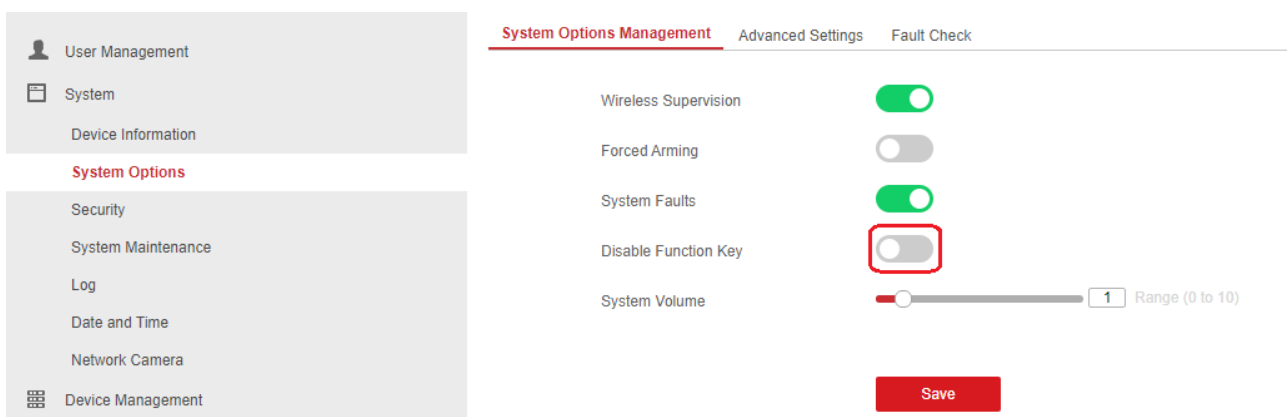 User Management
System
Device Information
System Options
Security
System Maintenance
Log
Date and Time
Network Camera
Device Management
System Options Management Advanced Settings Fault Check
Wireless Supervision
Forced Arming
System Faults
Disable Function Key
System Volume 1 Range (0 to 10)
Save